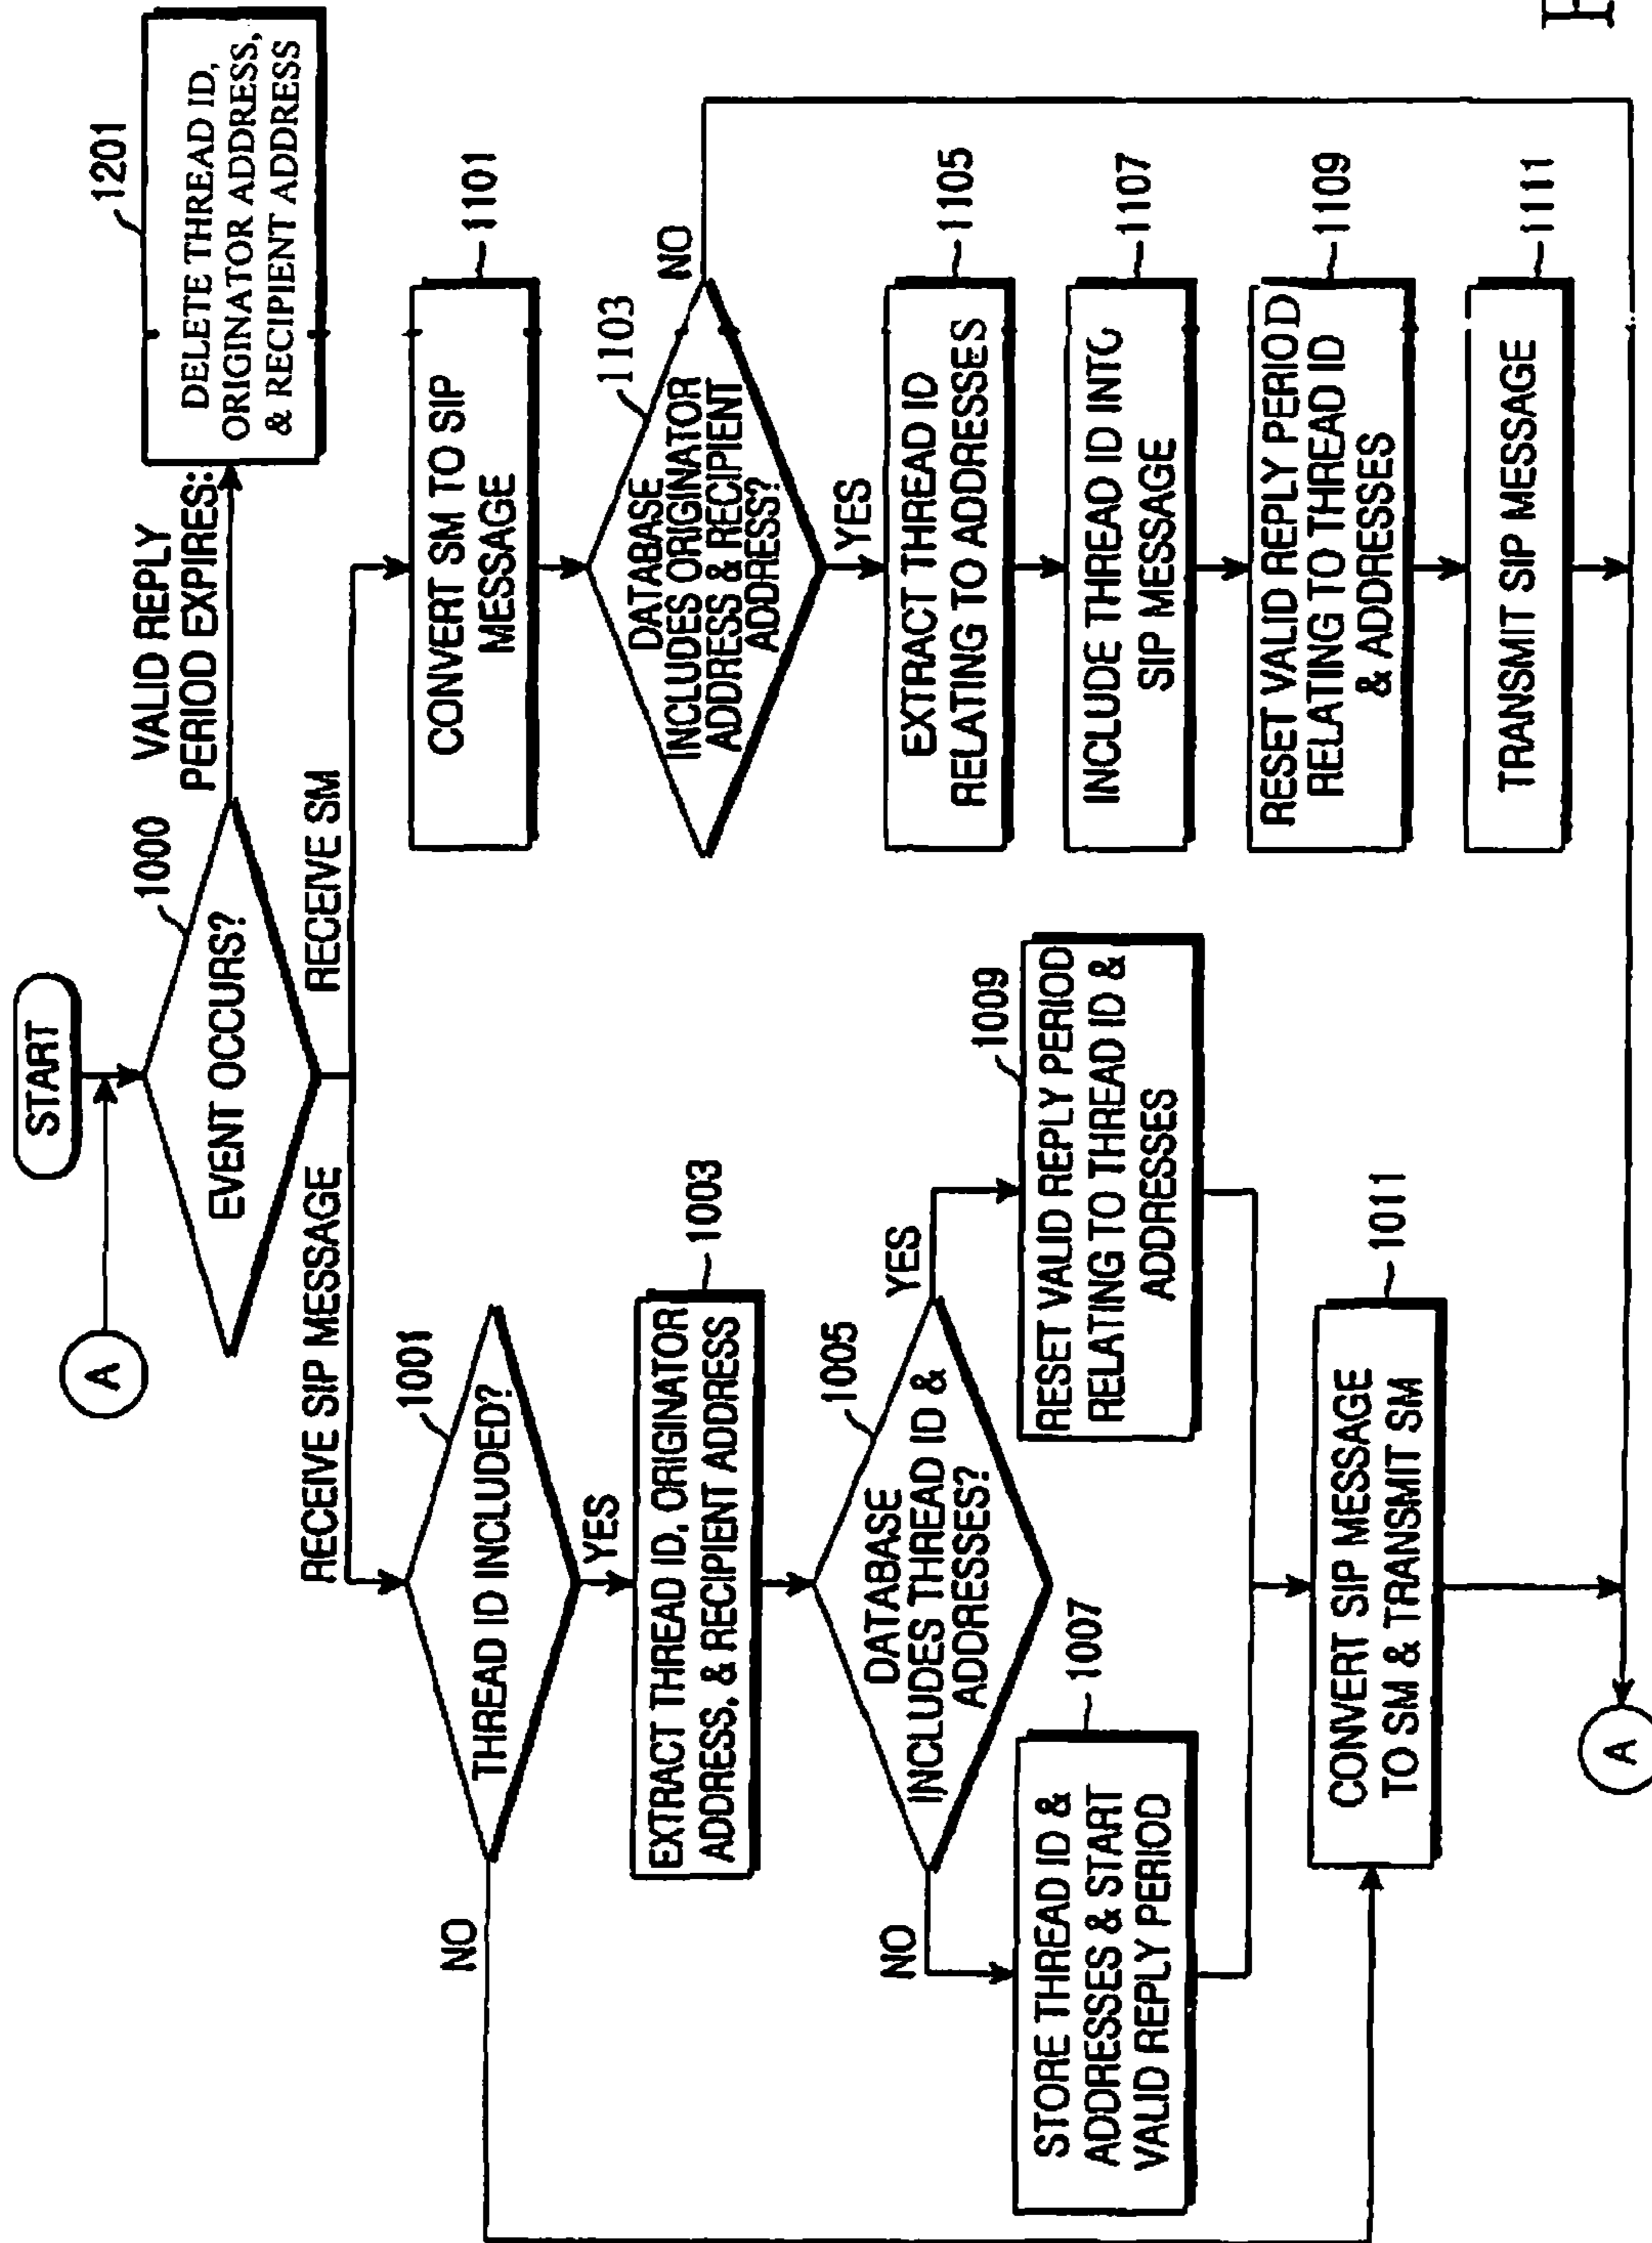 START
A
1000
EVENT OCCURS?
VALID REPLY
PERIOD EXPIRES:
1201
DELETE THREAD ID,
ORIGINATOR ADDRESS,
& RECIPIENT ADDRESS
RECEIVE SIP MESSAGE
RECEIVE SM
1001
THREAD ID INCLUDED?
NO
YES
1003
EXTRACT THREAD ID, ORIGINATOR
ADDRESS, & RECIPIENT ADDRESS
1005
DATABASE
INCLUDES THREAD ID &
ADDRESSES?
NO
YES
1007
STORE THREAD ID &
ADDRESSES & START
VALID REPLY PERIOD
1009
RESET VALID REPLY PERIOD
RELATING TO THREAD ID &
ADDRESSES
1011
CONVERT SIP MESSAGE
TO SM & TRANSMIT SM
1101
CONVERT SM TO SIP
MESSAGE
1103
DATABASE
INCLUDES ORIGINATOR
ADDRESS & RECIPIENT
ADDRESS?
NO
YES
1105
EXTRACT THREAD ID
RELATING TO ADDRESSES
1107
INCLUDE THREAD ID INTO
SIP MESSAGE
1109
RESET VALID REPLY PERIOD
RELATING TO THREAD ID
& ADDRESSES
1111
TRANSMIT SIP MESSAGE
A